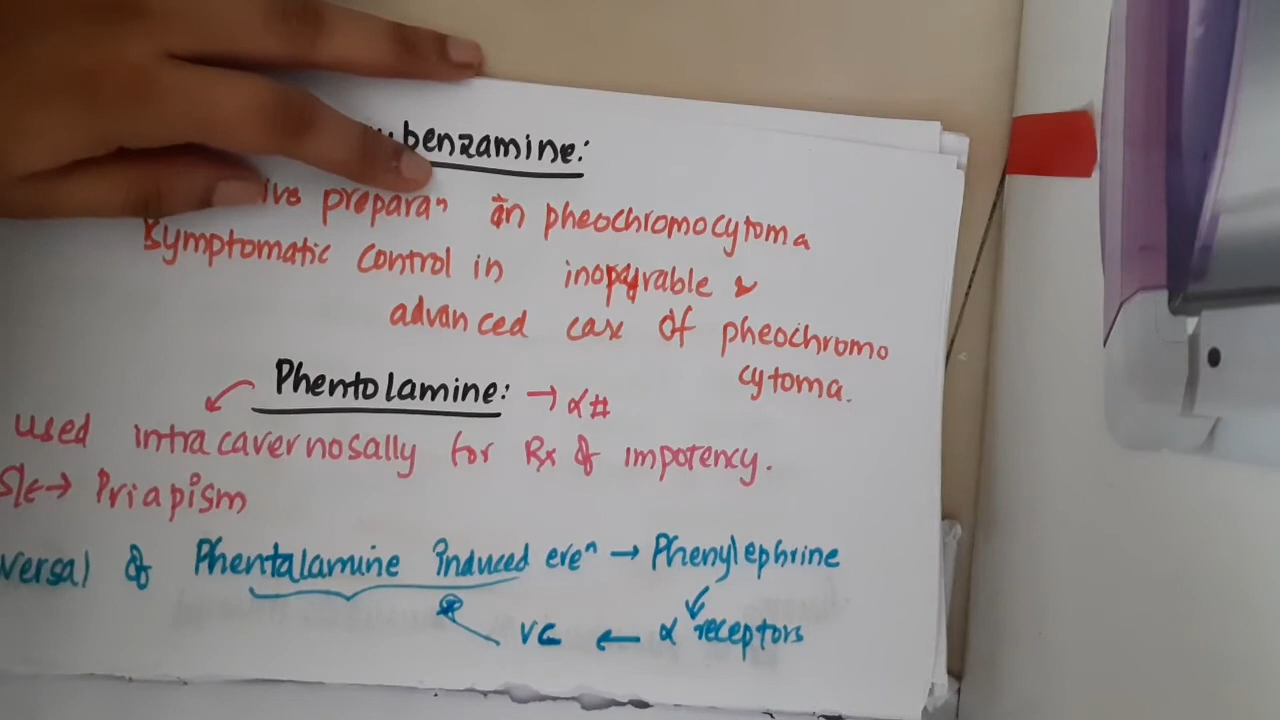 benzamine:
ive preparaⁿ in pheochromocytoma
Symptomatic control in inoperable &
advanced case of pheochromo
cytoma.
Phentolamine: → α#
used intracavernosally for Rx of impotency.
S/E → Priapism
versal of Phentalamine induced ereⁿ → Phenylephrine
VC ← α receptors